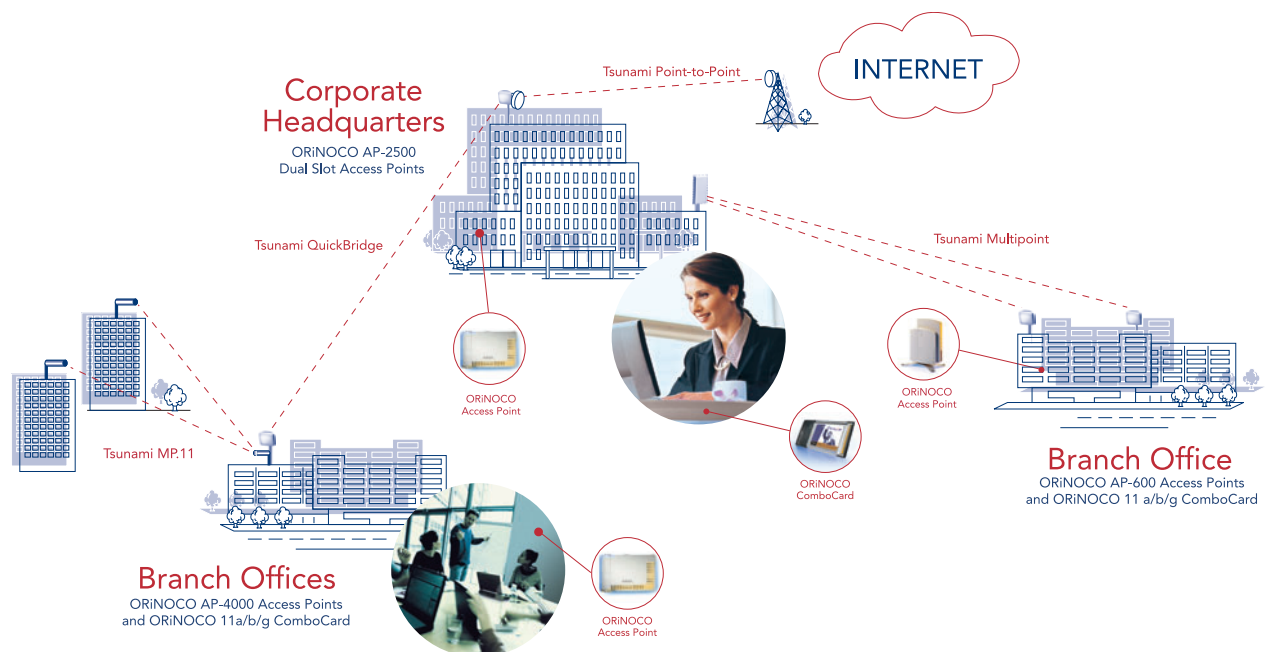 Tsunami Point-to-Point
INTERNET
Corporate
Headquarters
ORiNOCO AP-2500
Dual Slot Access Points
Tsunami QuickBridge
Tsunami Multipoint
ORiNOCO
Access Point
ORiNOCO
Access Point
ORiNOCO
ComboCard
Tsunami MP.11
Branch Office
ORiNOCO AP-600 Access Points
and ORiNOCO 11 a/b/g ComboCard
Branch Offices
ORiNOCO AP-4000 Access Points
and ORiNOCO 11a/b/g ComboCard
ORiNOCO
Access Point